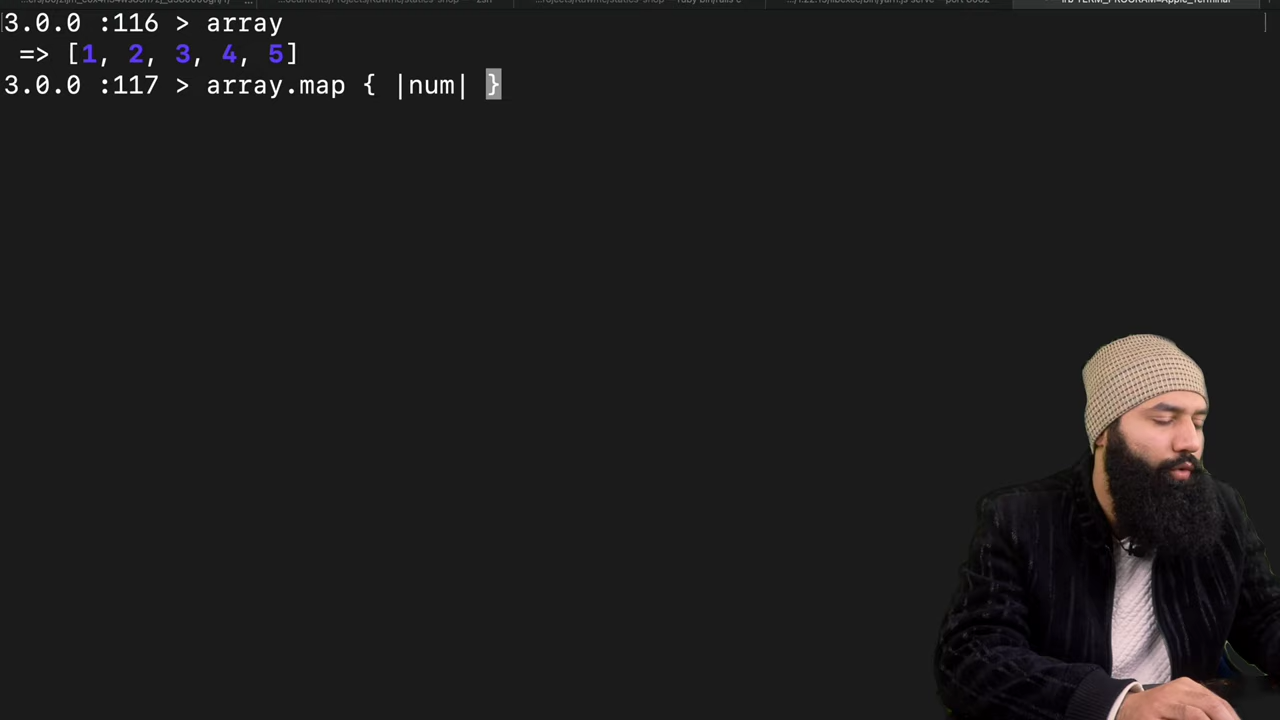 3.0.0 :116 > array
=> [1, 2, 3, 4, 5]
3.0.0 :117 > array.map { |num| }